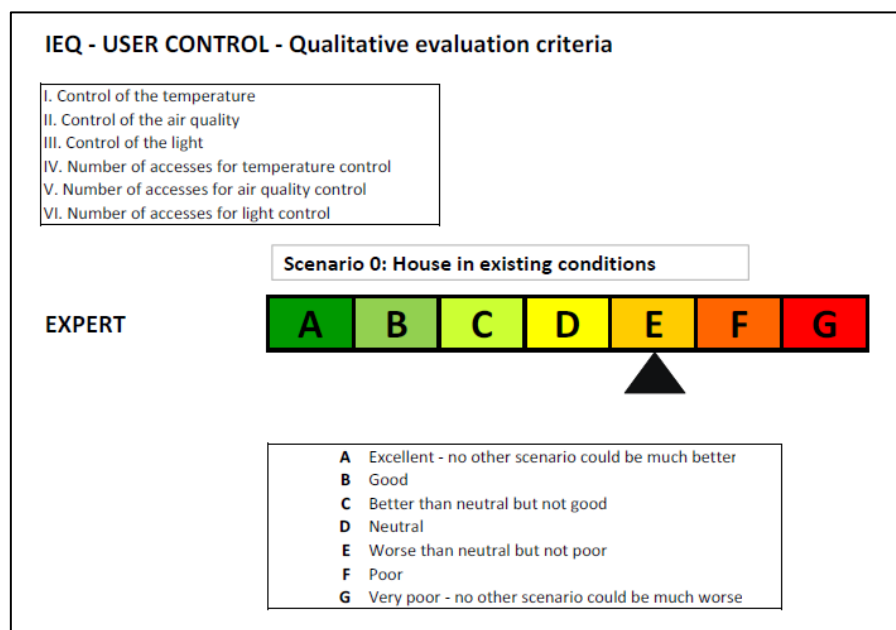 IEQ - USER CONTROL - Qualitative evaluation criteria
I. Control of the temperature
II. Control of the air quality
III. Control of the light
IV. Number of accesses for temperature control
V. Number of accesses for air quality control
VI. Number of accesses for light control
Scenario 0: House in existing conditions
EXPERT A B C D E F G
A Excellent - no other scenario could be much better
B Good
C Better than neutral but not good
D Neutral
E Worse than neutral but not poor
F Poor
G Very poor - no other scenario could be much worse